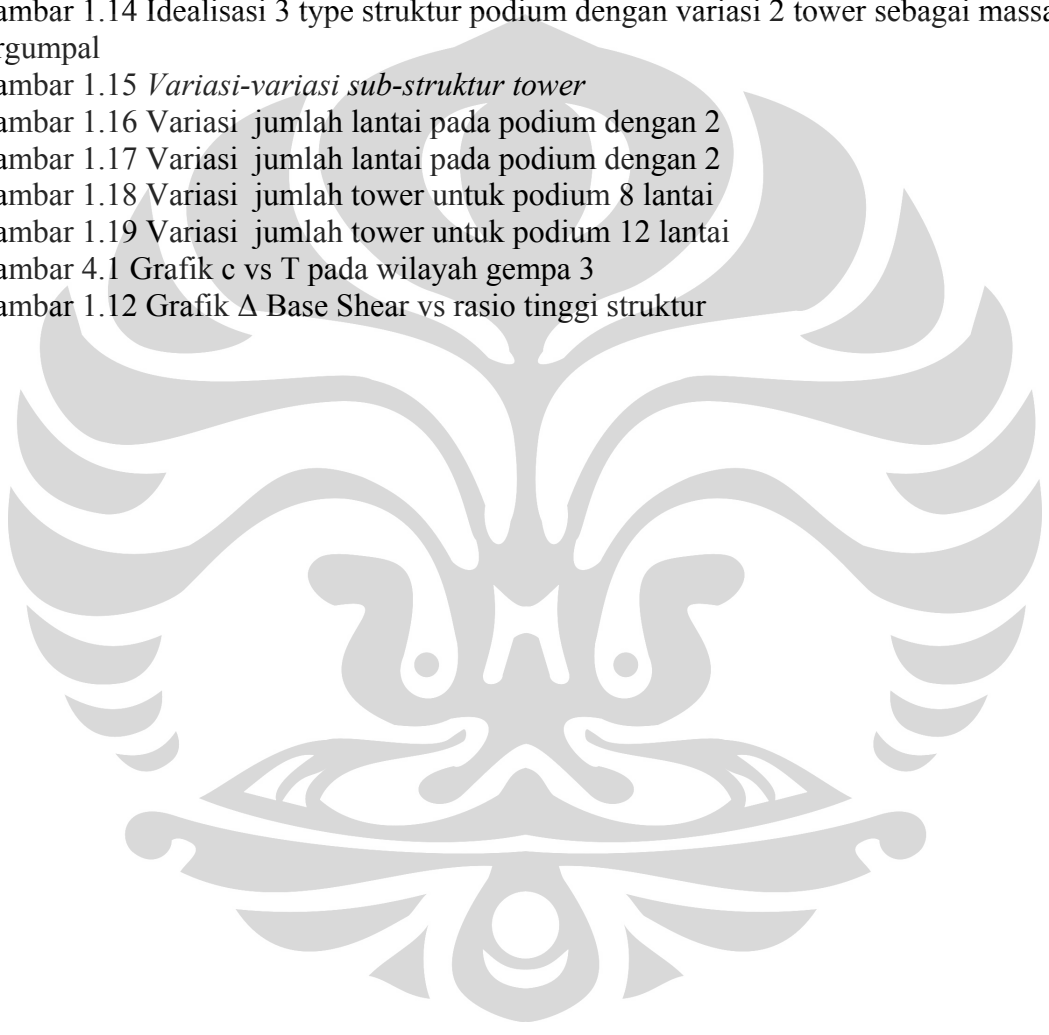 ambar 1.14 Idealisasi 3 type struktur podium dengan variasi 2 tower sebagai massa
rgumpal
ambar 1.15 Variasi-variasi sub-struktur tower
ambar 1.16 Variasi jumlah lantai pada podium dengan 2
ambar 1.17 Variasi jumlah lantai pada podium dengan 2
ambar 1.18 Variasi jumlah tower untuk podium 8 lantai
ambar 1.19 Variasi jumlah tower untuk podium 12 lantai
ambar 4.1 Grafik c vs T pada wilayah gempa 3
ambar 1.12 Grafik Δ Base Shear vs rasio tinggi struktur